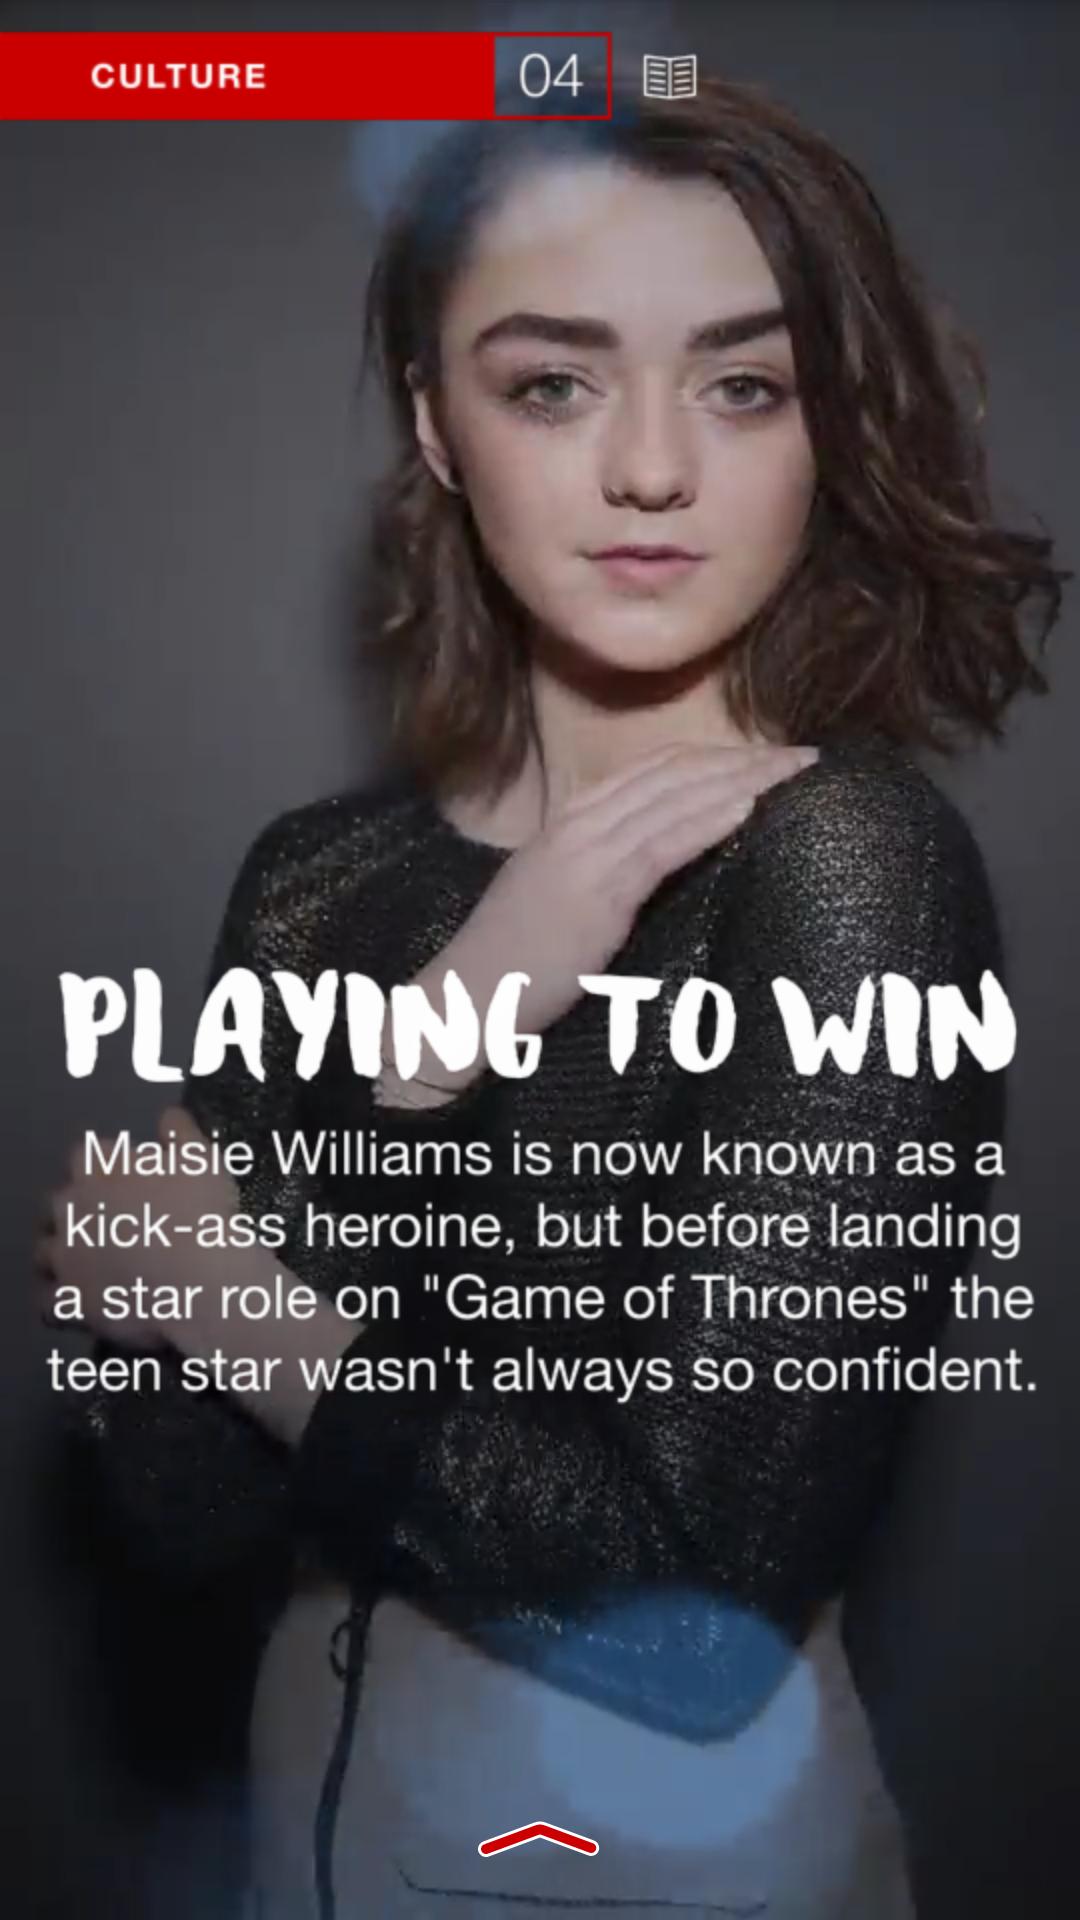 CULTURE 04
PLAYING TO WIN
Maisie Williams is now known as a
kick-ass heroine, but before landing
a star role on "Game of Thrones" the
teen star wasn't always so confident.